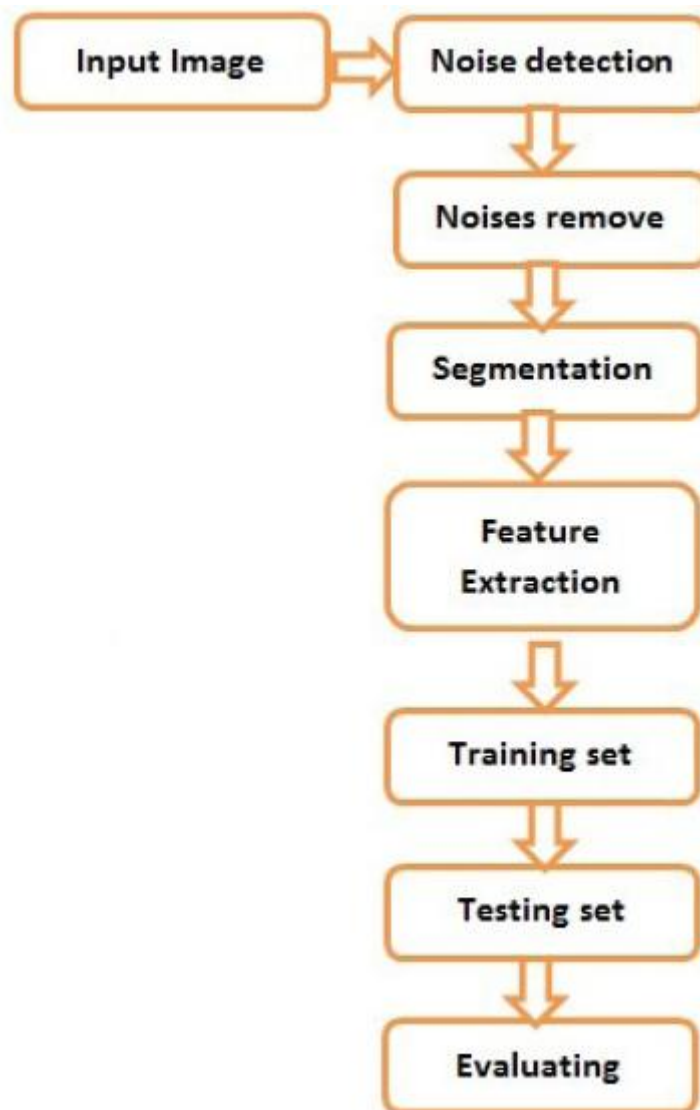 Input Image
Noise detection
Noises remove
Segmentation
Feature
Extraction
Training set
Testing set
Evaluating